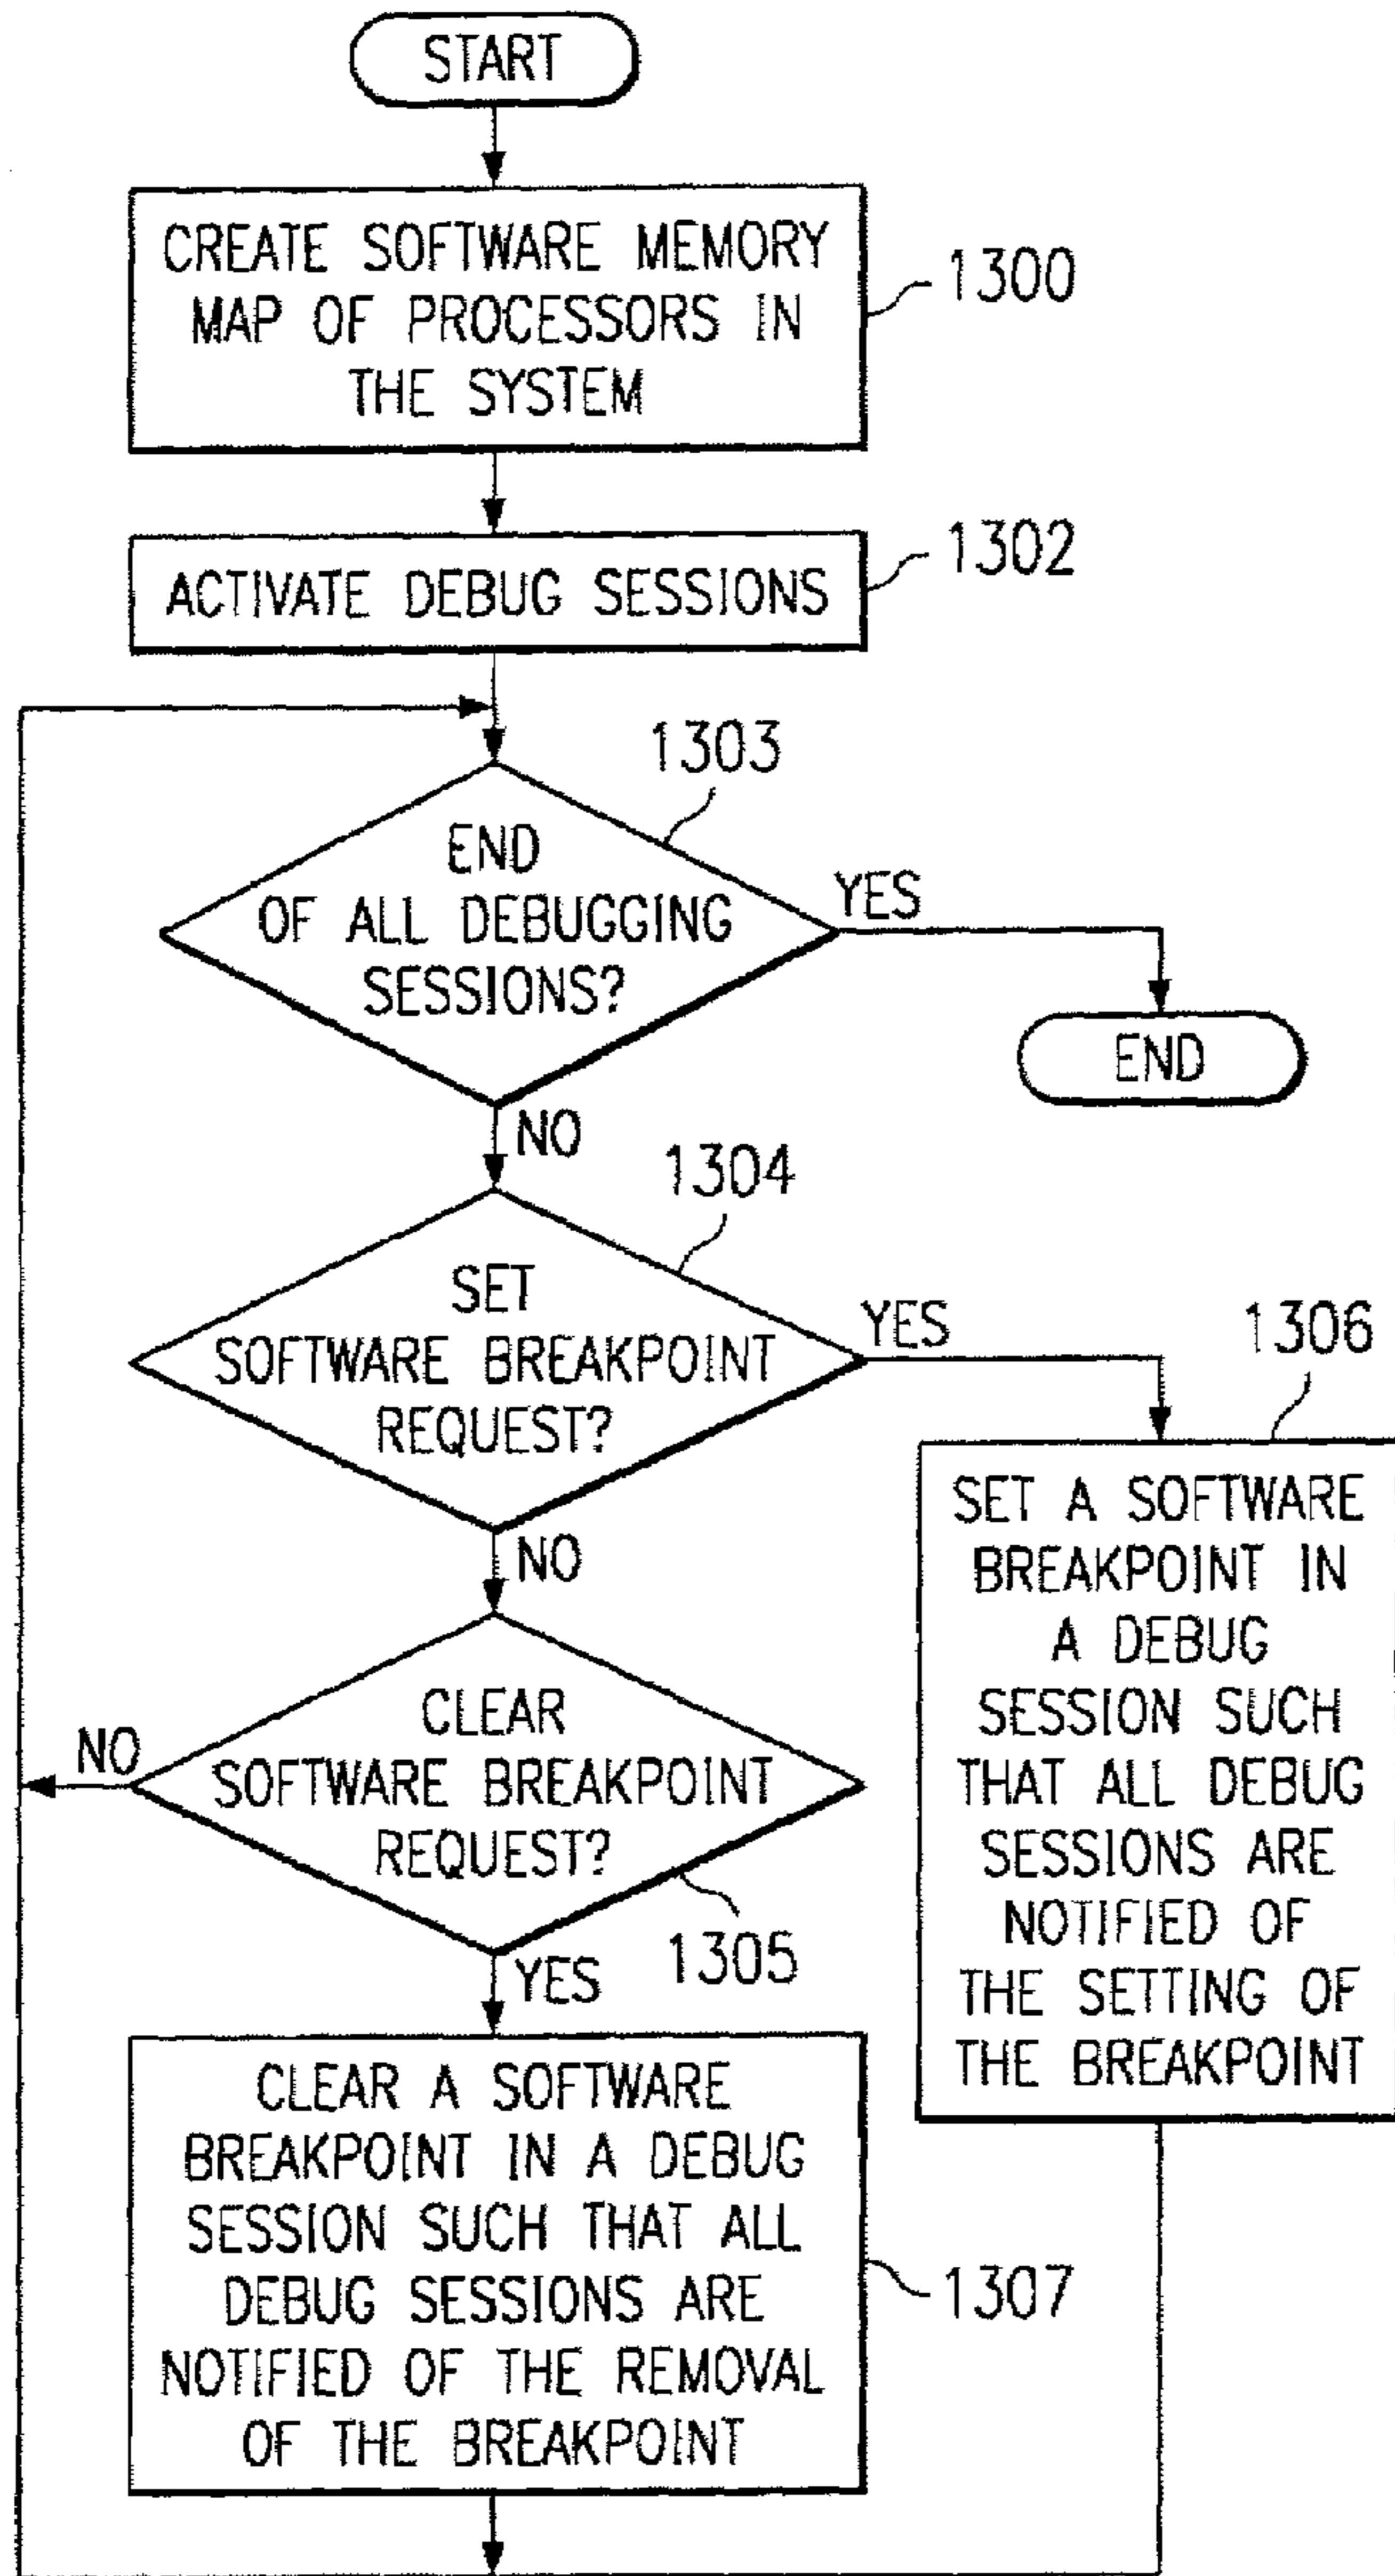 START
CREATE SOFTWARE MEMORY
MAP OF PROCESSORS IN
THE SYSTEM
1300
ACTIVATE DEBUG SESSIONS
1302
1303
END
OF ALL DEBUGGING
SESSIONS?
YES
END
NO
1304
SET
SOFTWARE BREAKPOINT
REQUEST?
YES
1306
SET A SOFTWARE
BREAKPOINT IN
A DEBUG
SESSION SUCH
THAT ALL DEBUG
SESSIONS ARE
NOTIFIED OF
THE SETTING OF
THE BREAKPOINT
NO
CLEAR
SOFTWARE BREAKPOINT
REQUEST?
NO
1305
YES
CLEAR A SOFTWARE
BREAKPOINT IN A DEBUG
SESSION SUCH THAT ALL
DEBUG SESSIONS ARE
NOTIFIED OF THE REMOVAL
OF THE BREAKPOINT
1307